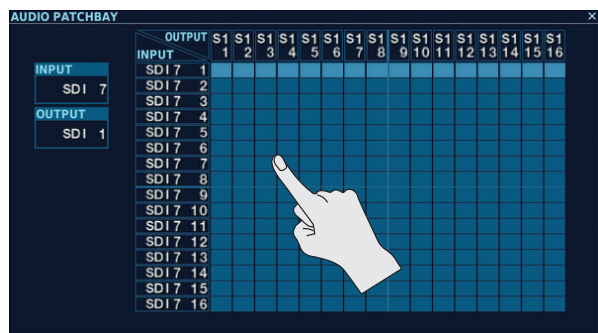 AUDIO PATCHBAY ×
OUTPUT S1 S1 S1 S1 S1 S1 S1 S1 S1 S1 S1 S1 S1 S1 S1 S1
INPUT 1 2 3 4 5 6 7 8 9 10 11 12 13 14 15 16
INPUT
SDI 7
OUTPUT
SDI 1
SDI7 1
SDI7 2
SDI7 3
SDI7 4
SDI7 5
SDI7 6
SDI7 7
SDI7 8
SDI7 9
SDI7 10
SDI7 11
SDI7 12
SDI7 13
SDI7 14
SDI7 15
SDI7 16